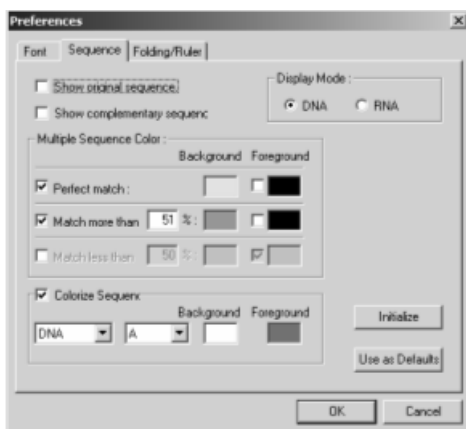 Preferences
Font Sequence Folding/Ruler
Show original sequence.
Show complementary sequenc
Display Mode :
DNA RNA
Multiple Sequence Color :
Background Foreground
Perfect match :
Match more than 51 % :
Match less than 50 % :
Colorize Sequenc
Background Foreground
DNA A
Initialize
Use as Defaults
OK Cancel